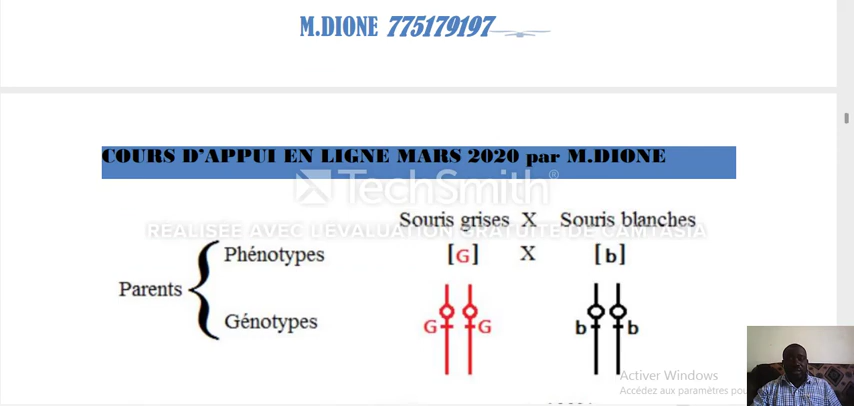 M.DIONE 775179197
COURS D’APPUI EN LIGNE MARS 2020 par M.DIONE
TechSmith®
Souris grises X Souris blanches
RÉALISÉE AVEC L'ÉVALUATION GRATUITE DE CAMTASIA
Phénotypes [G] X [b]
Parents
Génotypes G G b b
Activer Windows
Accédez aux paramètres pou